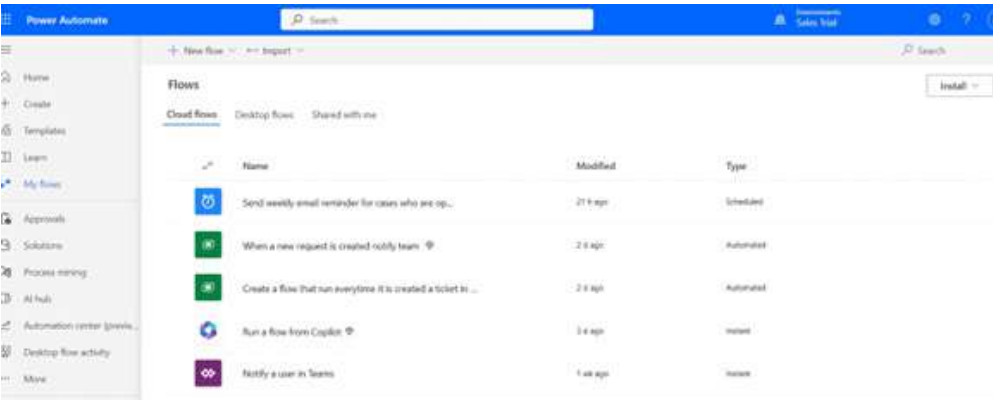 Power Automate
Search
Environments
Sales Trial
?
New flow
Import
Search
Home
Create
Templates
Learn
My flows
Approvals
Solutions
Process mining
AI hub
Automation center (previe...
Desktop flow activity
More
Flows
Install
Cloud flows Desktop flows Shared with me
Name Modified Type
Send weekly email reminder for cases who are op... 21 h ago Scheduled
When a new request is created notify team 2 d ago Automated
Create a flow that run everytime it is created a ticket in ... 2 d ago Automated
Run a flow from Copilot 3 d ago Instant
Notify a user in Teams 1 wk ago Instant